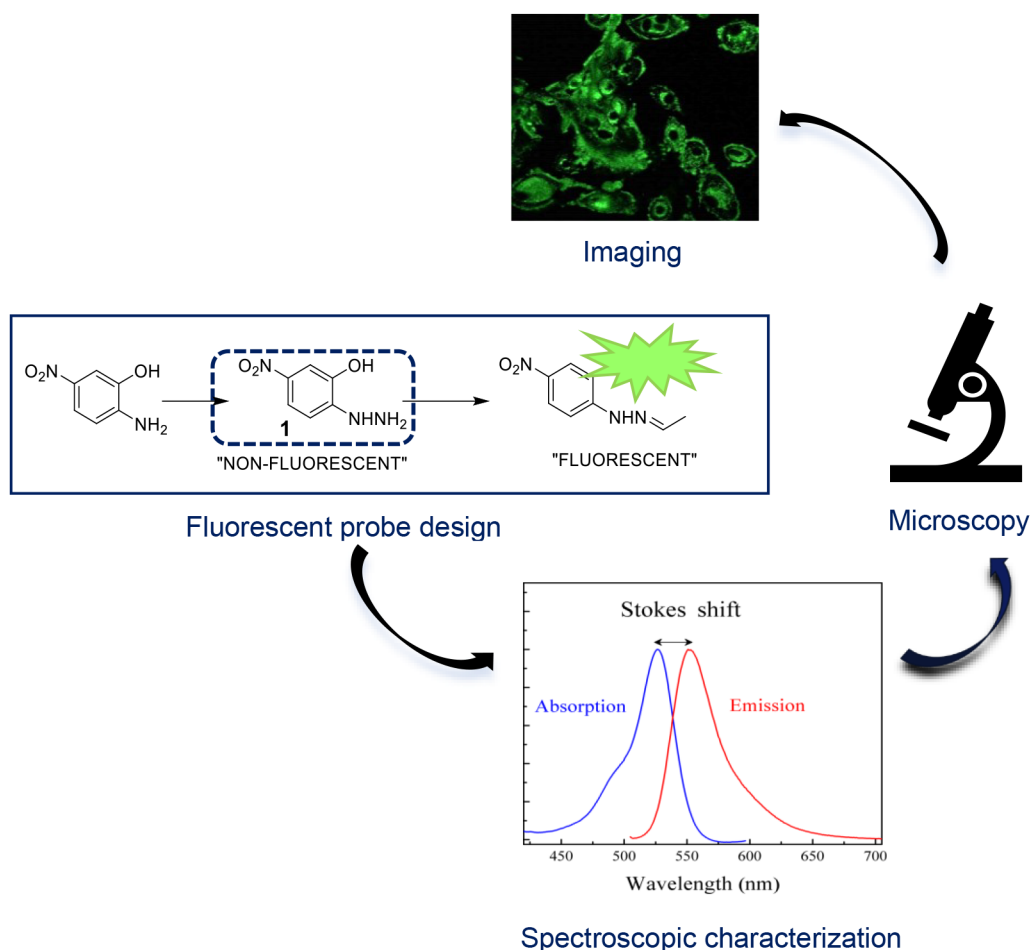 Imaging
O₂N
OH
NH₂
O₂N
OH
NHNH₂
1
"NON-FLUORESCENT"
O₂N
NHN
"FLUORESCENT"
Fluorescent probe design
Microscopy
Stokes shift
Absorption
Emission
450 500 550 600 650 700
Wavelength (nm)
Spectroscopic characterization